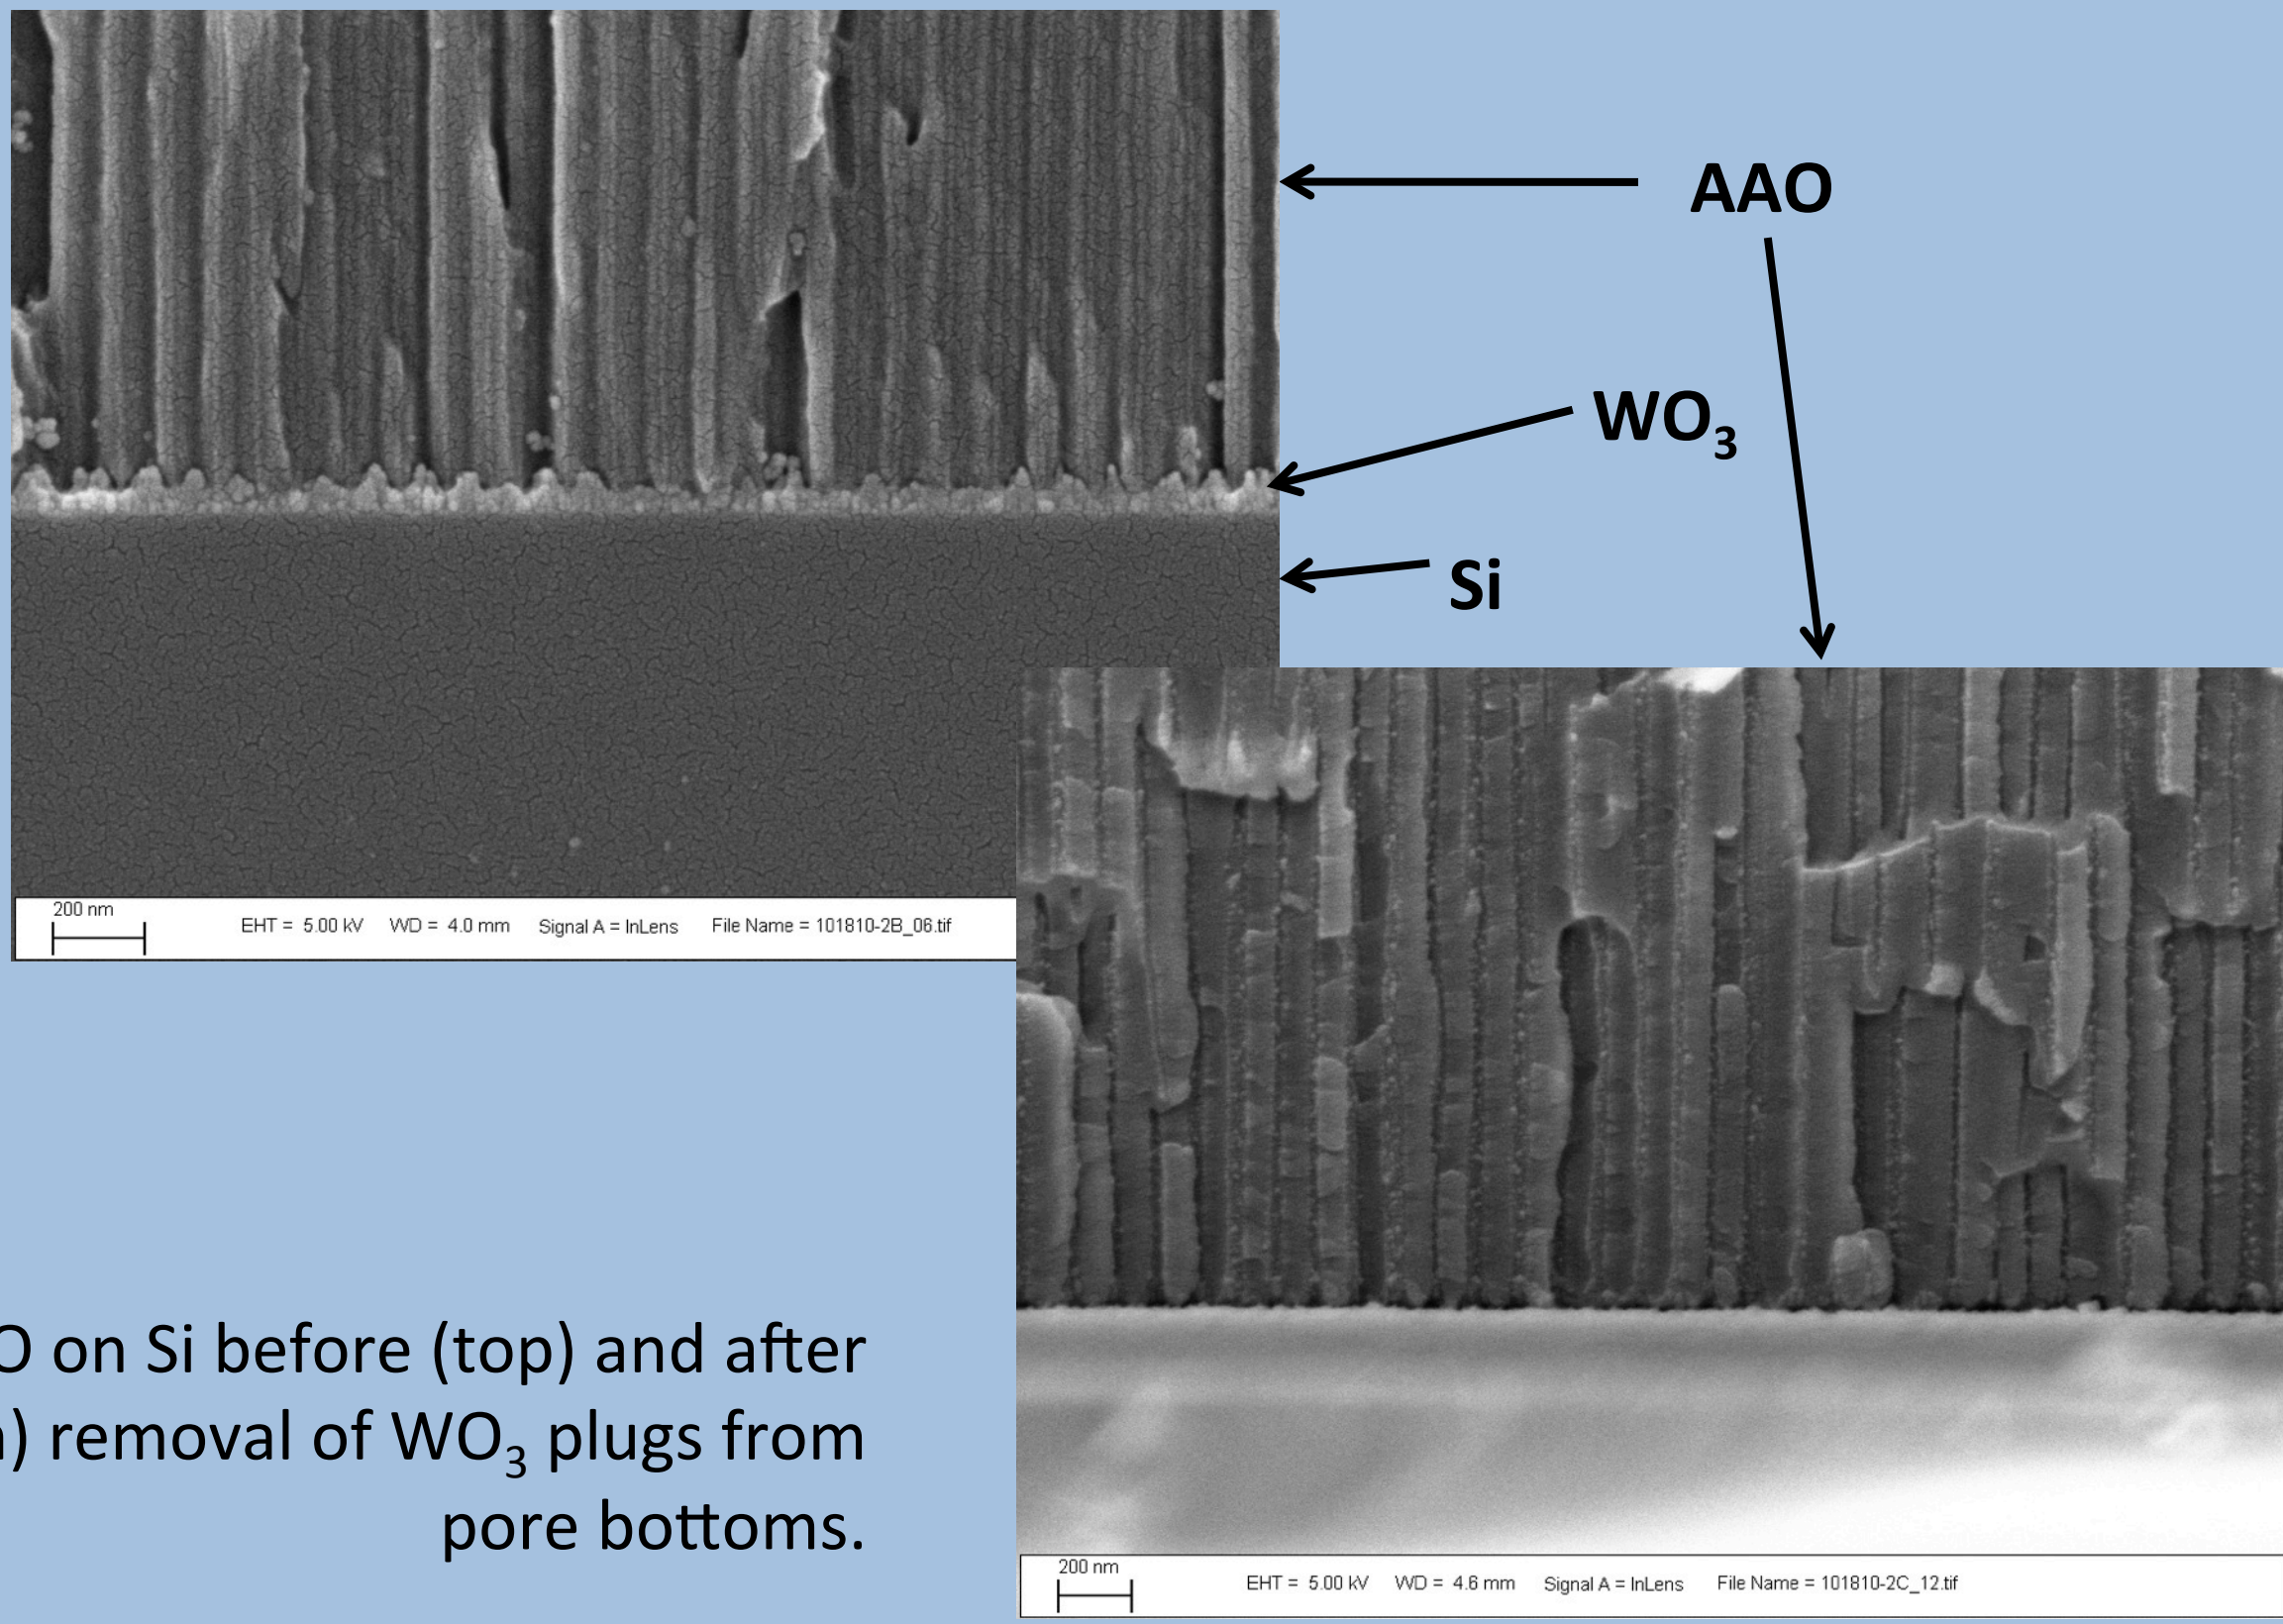 AAO
WO₃
Si
200 nm
EHT = 5.00 kV WD = 4.0 mm Signal A = InLens File Name = 101810-2B_06.tif
O on Si before (top) and after
) removal of WO₃ plugs from
pore bottoms.
200 nm
EHT = 5.00 kV WD = 4.6 mm Signal A = InLens File Name = 101810-2C_12.tif